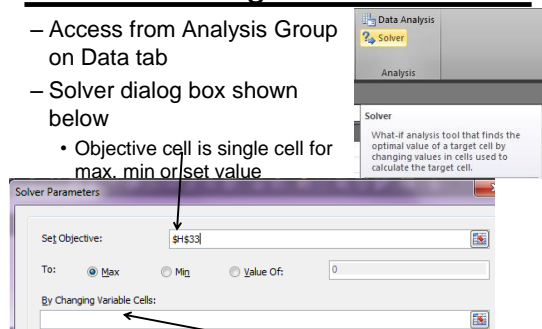 – Access from Analysis Group
on Data tab
– Solver dialog box shown
below
• Objective cell is single cell for
max, min or set value
Data Analysis
Solver
Analysis
Solver
What-if analysis tool that finds the
optimal value of a target cell by
changing values in cells used to
calculate the target cell.
Solver Parameters
Set Objective: $H$33
To: Max Min Value Of: 0
By Changing Variable Cells: